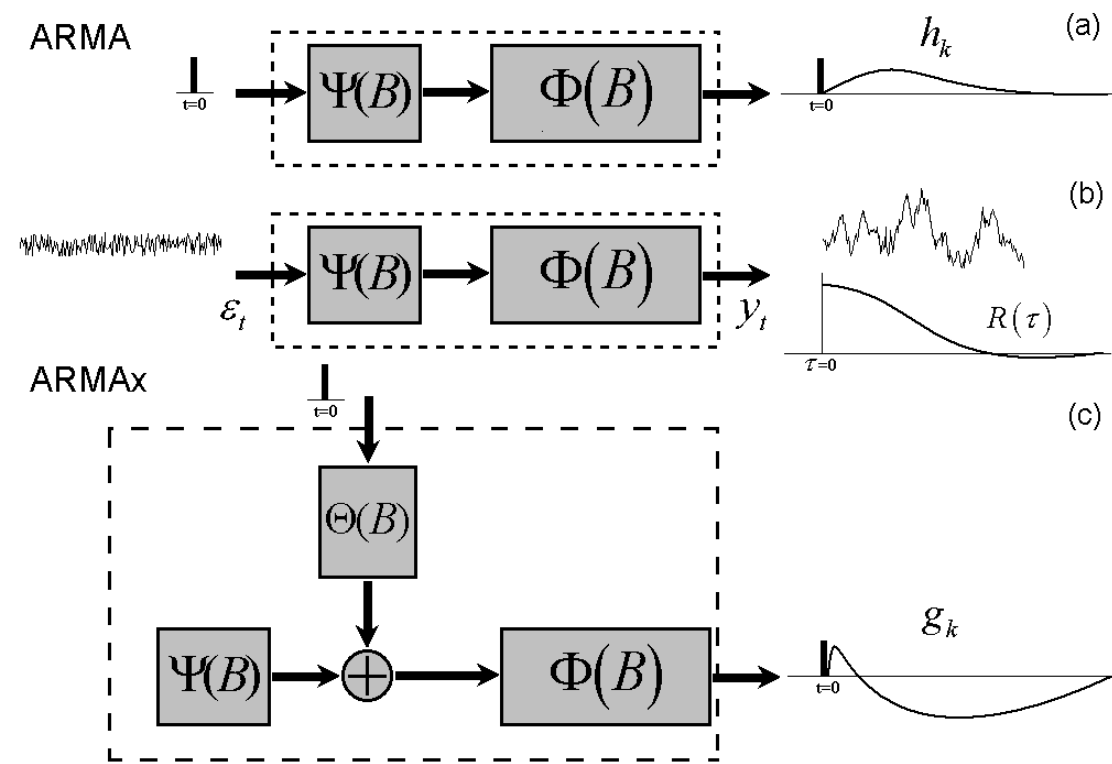 ARMA
(a)
t=0
Ψ(B)
Φ(B)
h_k
t=0
(b)
ε_t
Ψ(B)
Φ(B)
y_t
R(τ)
τ=0
ARMAx
t=0
(c)
Θ(B)
Ψ(B)
+
Φ(B)
g_k
t=0